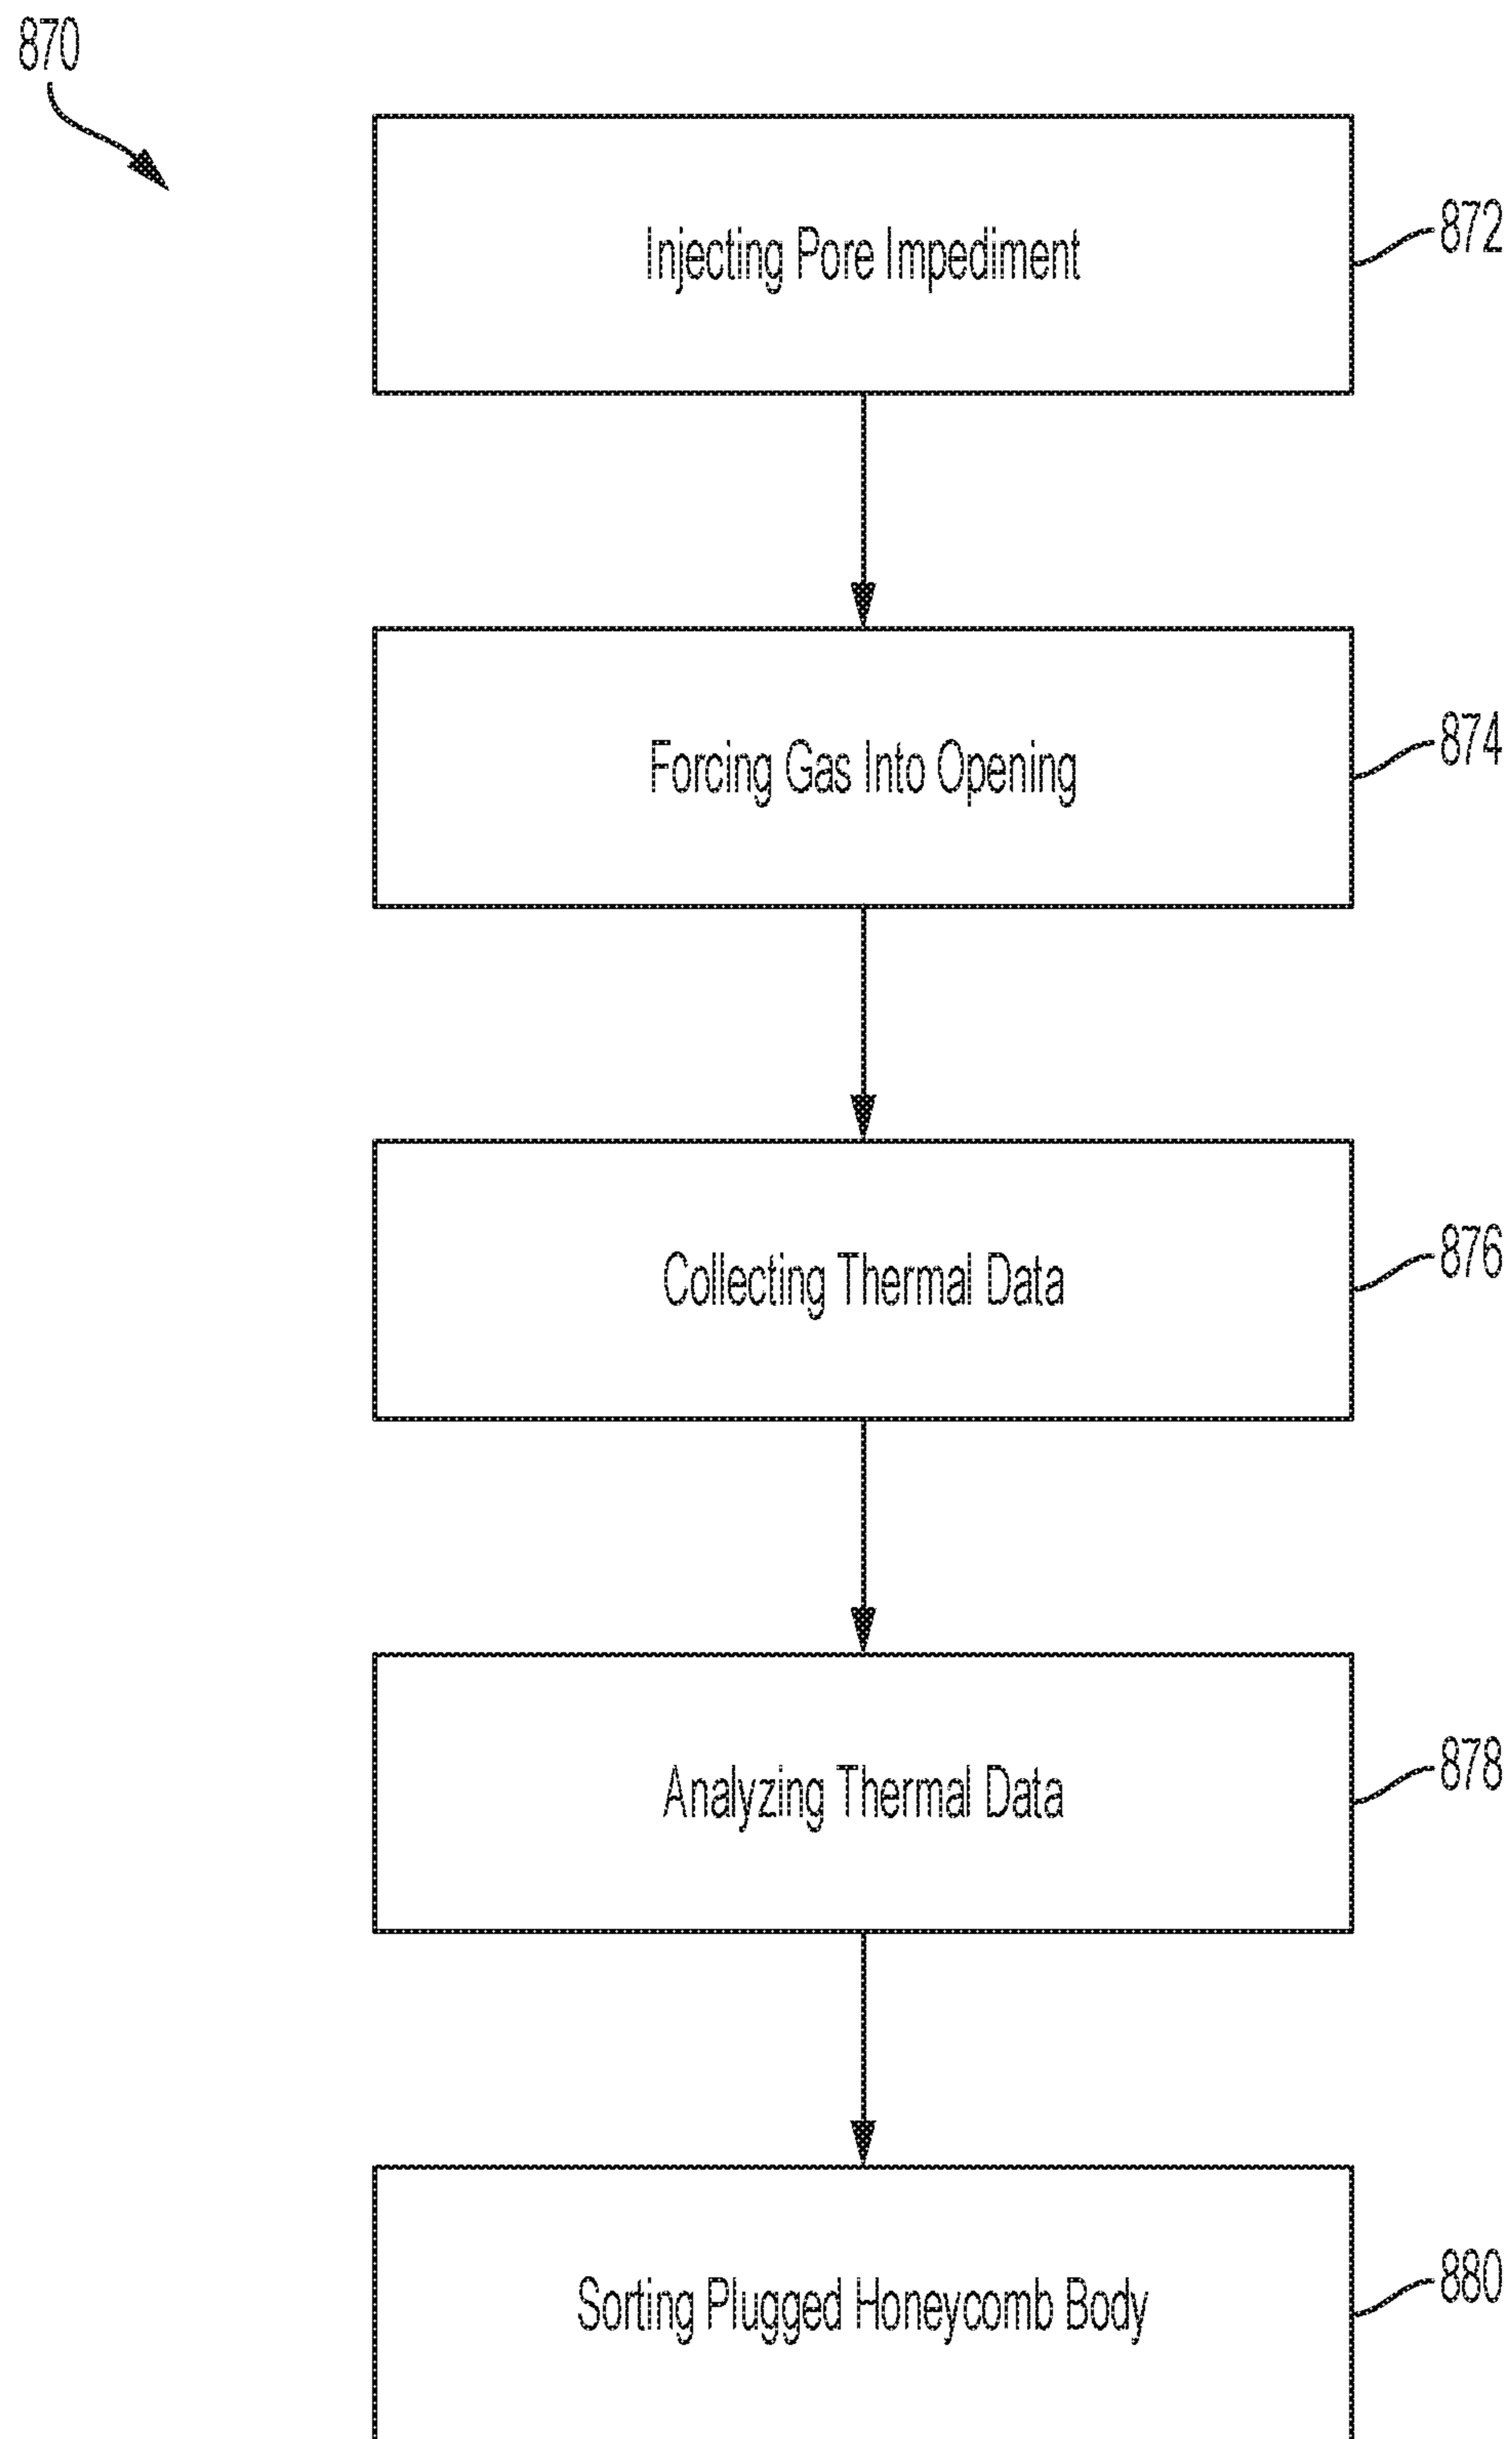 870
Injecting Pore Impediment
872
Forcing Gas Into Opening
874
Collecting Thermal Data
876
Analyzing Thermal Data
878
Sorting Plugged Honeycomb Body
880